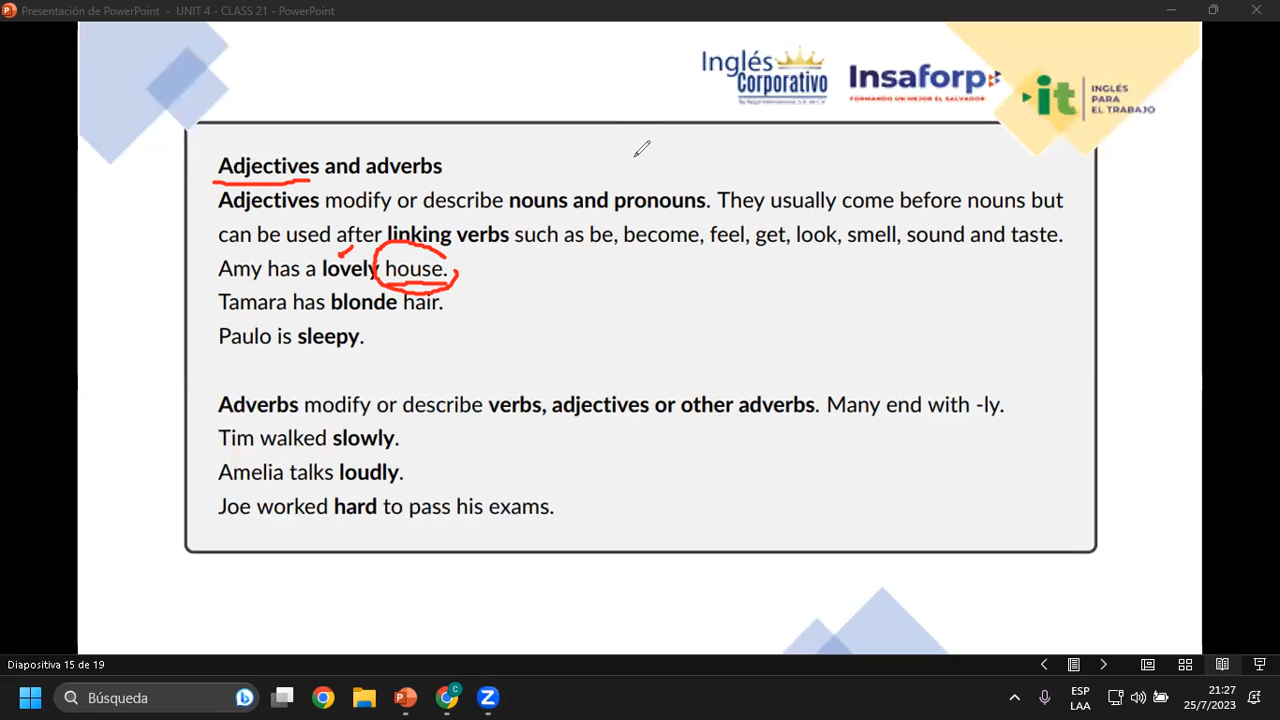 Presentación de PowerPoint - UNIT 4 - CLASS 21 - PowerPoint
Inglés
Corporativo
Insaforp
FORMANDO UN MEJOR EL SALVADOR
it
INGLÉS
PARA
EL TRABAJO
Adjectives and adverbs
Adjectives modify or describe nouns and pronouns. They usually come before nouns but
can be used after linking verbs such as be, become, feel, get, look, smell, sound and taste.
Amy has a lovely house.
Tamara has blonde hair.
Paulo is sleepy.
Adverbs modify or describe verbs, adjectives or other adverbs. Many end with -ly.
Tim walked slowly.
Amelia talks loudly.
Joe worked hard to pass his exams.
Diapositiva 15 de 19
Búsqueda
ESP
LAA
21:27
25/7/2023